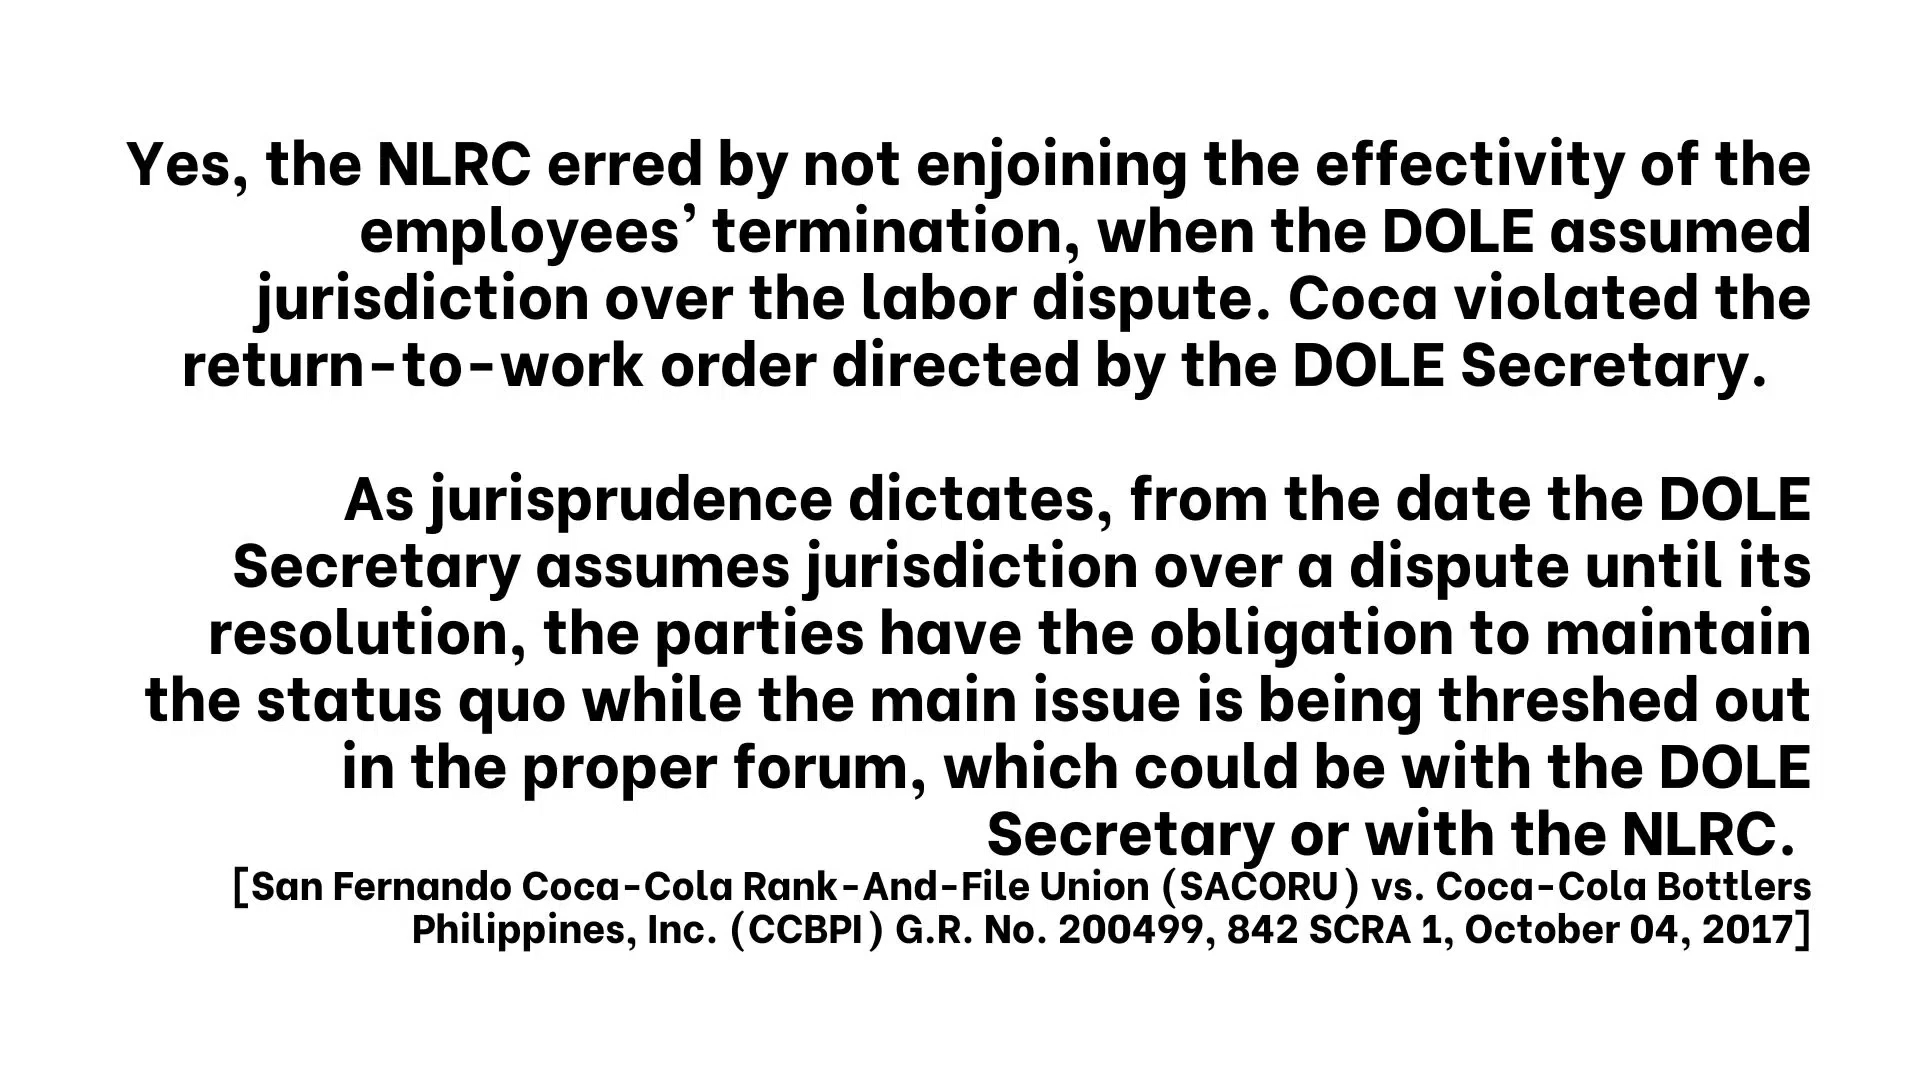 Yes, the NLRC erred by not enjoining the effectivity of the
employees’ termination, when the DOLE assumed
jurisdiction over the labor dispute. Coca violated the
return-to-work order directed by the DOLE Secretary.
As jurisprudence dictates, from the date the DOLE
Secretary assumes jurisdiction over a dispute until its
resolution, the parties have the obligation to maintain
the status quo while the main issue is being threshed out
in the proper forum, which could be with the DOLE
Secretary or with the NLRC.
[San Fernando Coca-Cola Rank-And-File Union (SACORU) vs. Coca-Cola Bottlers
Philippines, Inc. (CCBPI) G.R. No. 200499, 842 SCRA 1, October 04, 2017]